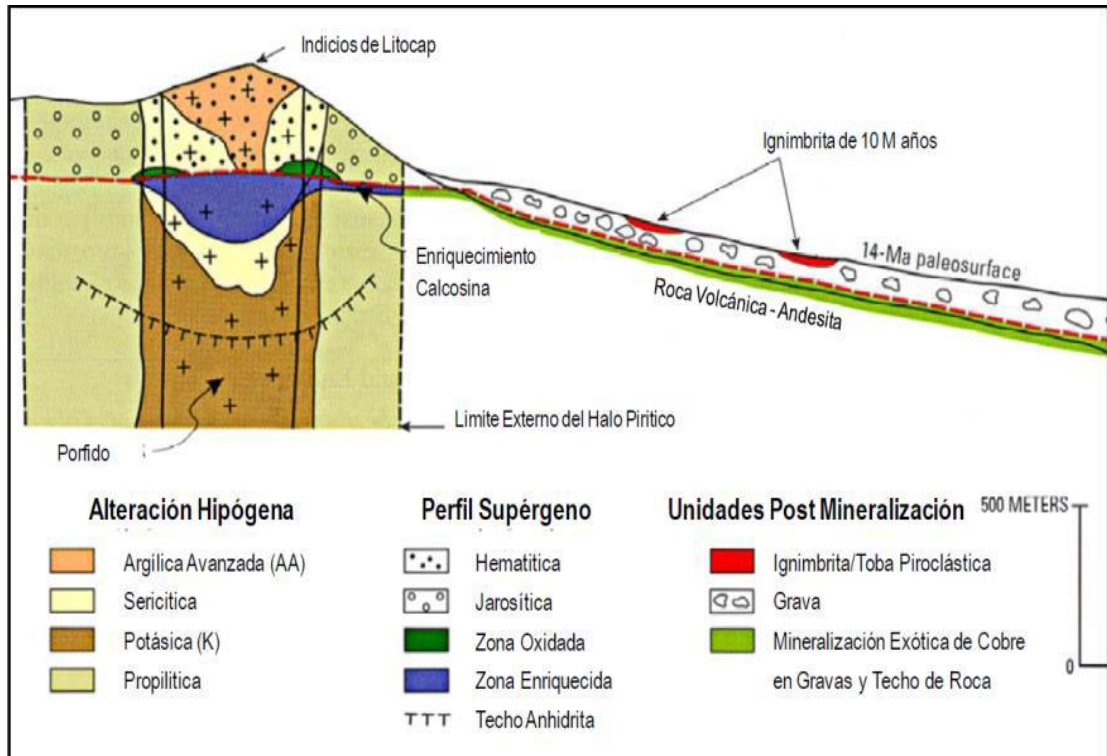 Indicios de Litocap
Ignimbrita de 10 M años
Enriquecimiento
Calcosina
14-Ma paleosurface
Roca Volcánica - Andesita
Limite Externo del Halo Piritico
Porfido
Alteración Hipógena
Argílica Avanzada (AA)
Sericitica
Potásica (K)
Propilitica
Perfil Supérgeno
Hematítica
Jarosítica
Zona Oxidada
Zona Enriquecida
Techo Anhidrita
Unidades Post Mineralización
Ignimbrita/Toba Piroclástica
Grava
Mineralización Exótica de Cobre
en Gravas y Techo de Roca
500 METERS
0